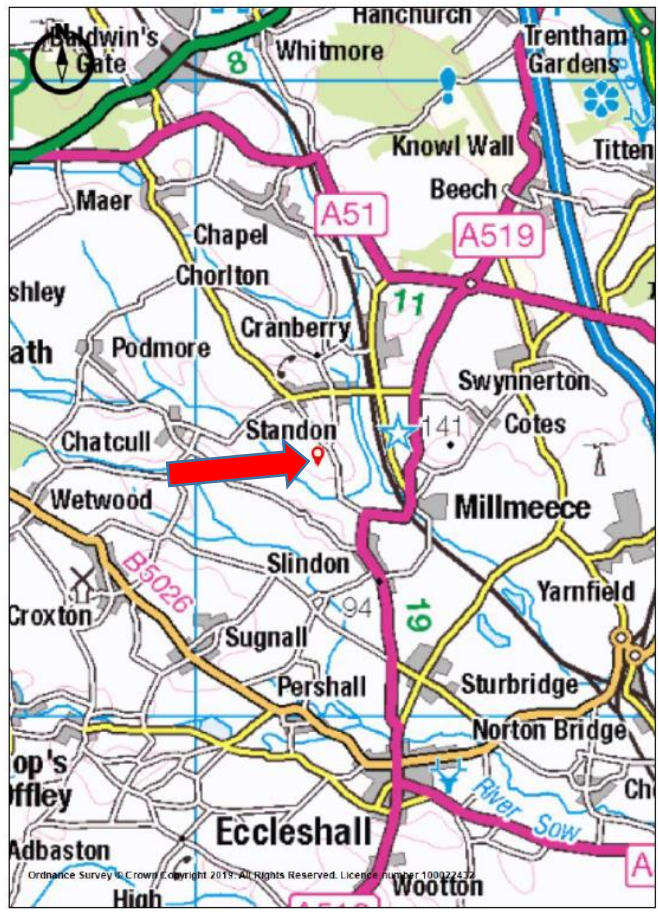 Hanchurch
Baldwin's
Gate
Whitmore
8
Trentham
Gardens
Knowl Wall
Titten
Beech
Maer
A51
A519
Chapel
Chorlton
shley
11
Cranberry
ath
Podmore
Swynnerton
Standon
141
Cotes
Chatcull
Wetwood
Millmeece
B5026
Slindon
Yarnfield
94
Croxton
19
Sugnall
Pershall
Sturbridge
Norton Bridge
op's
ffley
Ch
River Sow
Eccleshall
Adbaston
A
Ordnance Survey © Crown Copyright 2019. All Rights Reserved. Licence number 100022432
High
Wootton